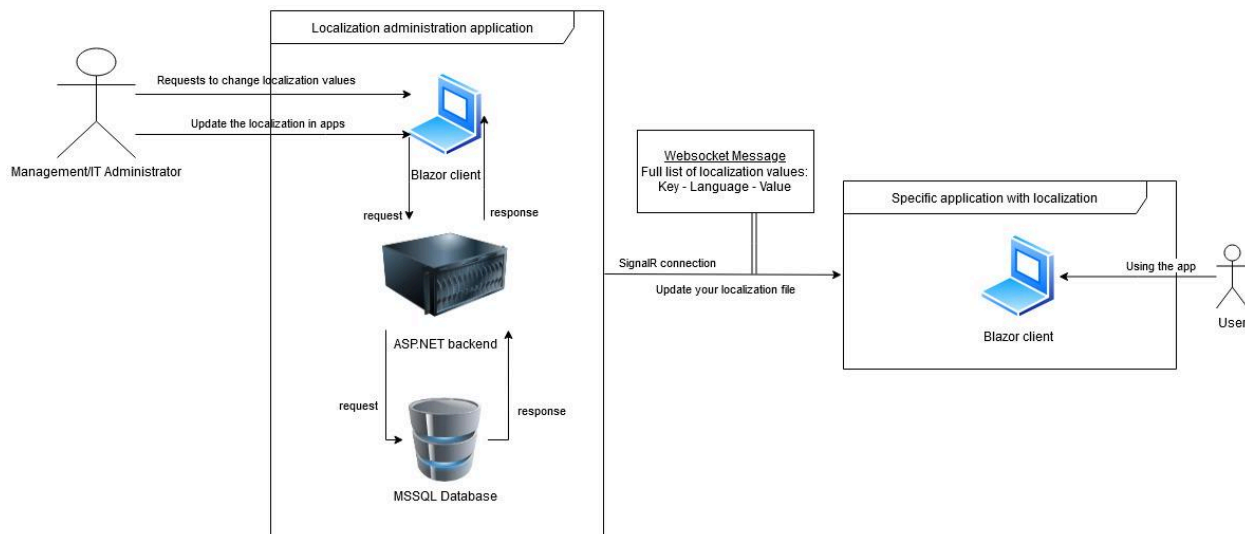 Localization administration application
Requests to change localization values
Update the localization in apps
Management/IT Administrator
Blazor client
request
response
ASP.NET backend
request
response
MSSQL Database
Websocket Message
Full list of localization values:
Key - Language - Value
SignalR connection
Update your localization file
Specific application with localization
Using the app
Blazor client
User